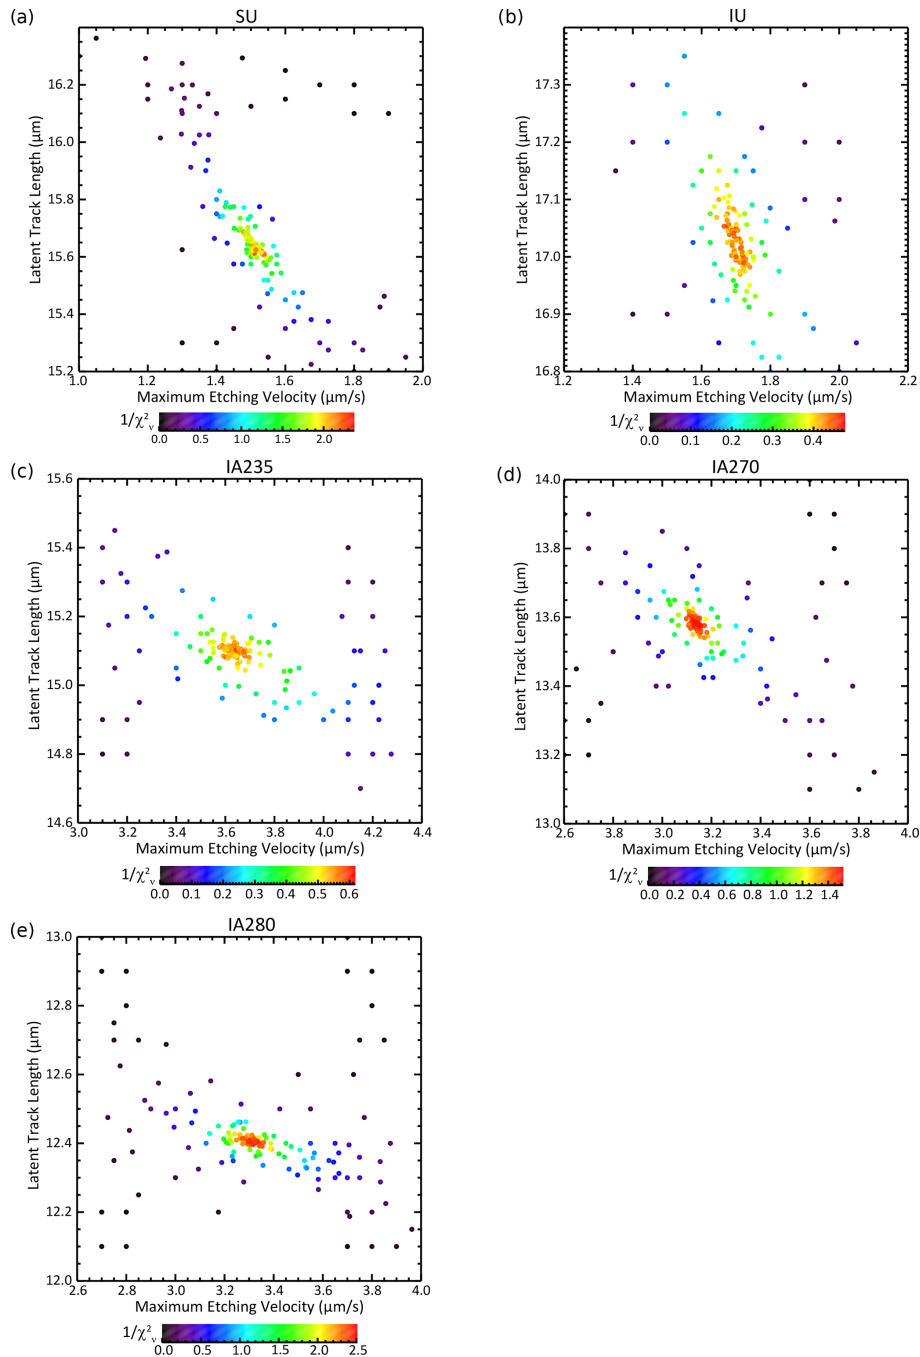 (a) SU
Latent Track Length (µm)
16.2
16.0
15.8
15.6
15.4
15.2
1.0 1.2 1.4 1.6 1.8 2.0
Maximum Etching Velocity (µm/s)
1/χ²ᵥ
0.0 0.5 1.0 1.5 2.0
(b) IU
Latent Track Length (µm)
17.3
17.2
17.1
17.0
16.9
16.8
1.2 1.4 1.6 1.8 2.0 2.2
Maximum Etching Velocity (µm/s)
1/χ²ᵥ
0.0 0.1 0.2 0.3 0.4
(c) IA235
Latent Track Length (µm)
15.6
15.4
15.2
15.0
14.8
14.6
3.0 3.2 3.4 3.6 3.8 4.0 4.2 4.4
Maximum Etching Velocity (µm/s)
1/χ²ᵥ
0.0 0.1 0.2 0.3 0.4 0.5 0.6
(d) IA270
Latent Track Length (µm)
14.0
13.8
13.6
13.4
13.2
13.0
2.6 3.0 3.2 3.4 3.6 3.8 4.0
Maximum Etching Velocity (µm/s)
1/χ²ᵥ
0.0 0.2 0.4 0.6 0.8 1.0 1.2 1.4
(e) IA280
Latent Track Length (µm)
13.0
12.8
12.6
12.4
12.2
12.0
2.6 2.8 3.0 3.2 3.4 3.6 3.8 4.0
Maximum Etching Velocity (µm/s)
1/χ²ᵥ
0.0 0.5 1.0 1.5 2.0 2.5